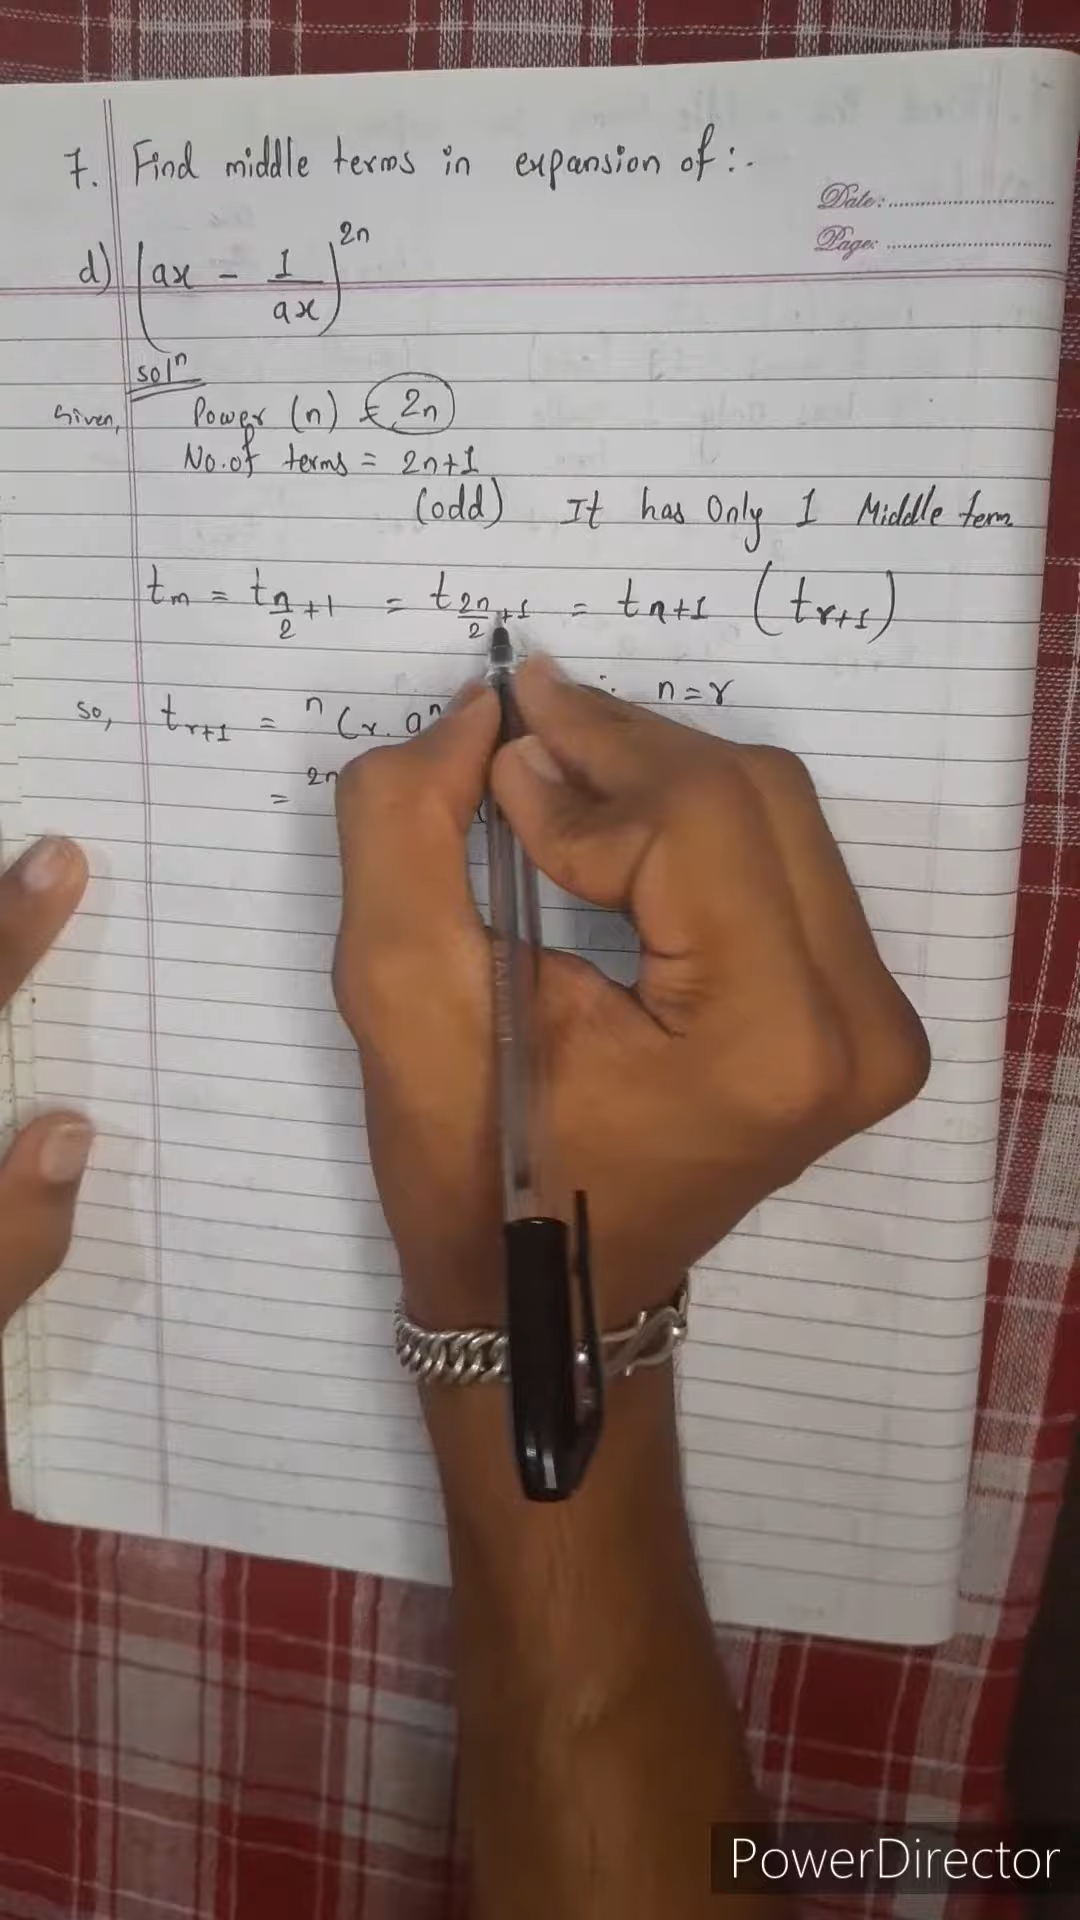 7. Find middle terms in expansion of :-
Date:
Page:
d) (ax - 1/ax)^2n
solⁿ
Given, Power (n) = 2n
No. of terms = 2n+1
(odd) It has Only 1 Middle term
tm = tn/2+1 = t2n/2+1 = tn+1 (tr+1)
n=r
so, tr+1 = ⁿCr. aⁿ
= 2n
PowerDirector